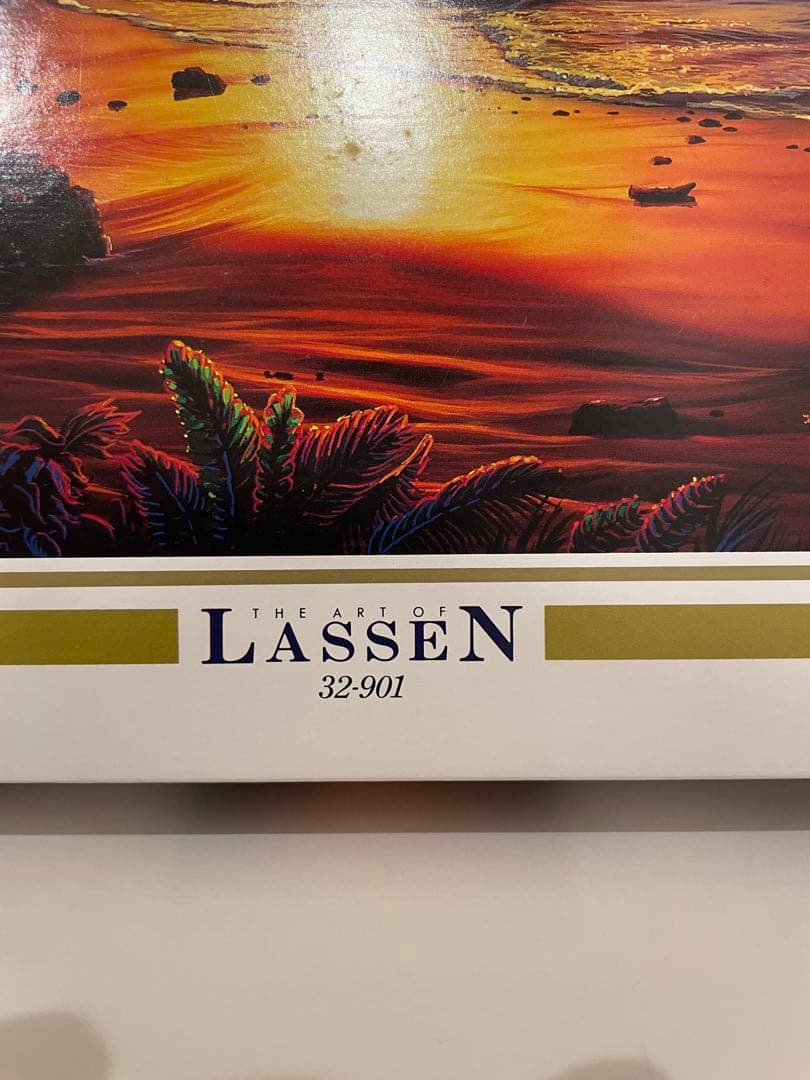 THE ART OF
LASSEN
32-901